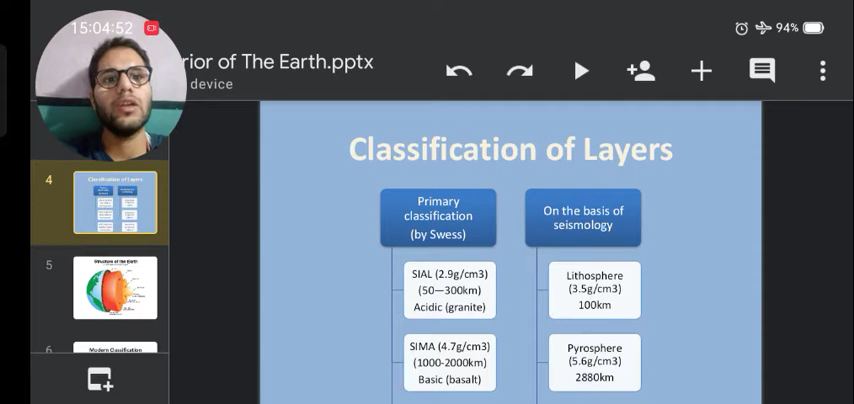 15:04:52
94%
rior of The Earth.pptx
device
4
Classification of Layers
5
Structure of the Earth
6
Modern Classification
Classification of Layers
Primary
classification
(by Swess)
SIAL (2.9g/cm3)
(50—300km)
Acidic (granite)
SIMA (4.7g/cm3)
(1000-2000km)
Basic (basalt)
On the basis of
seismology
Lithosphere
(3.5g/cm3)
100km
Pyrosphere
(5.6g/cm3)
2880km